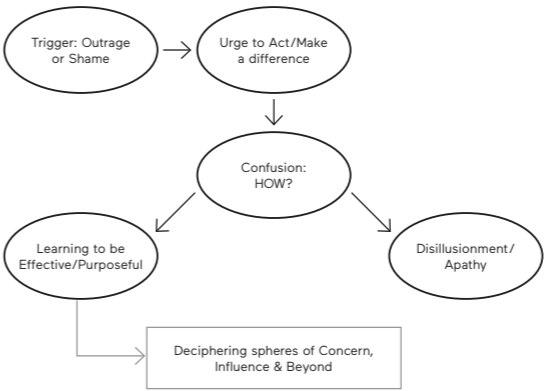 Trigger: Outrage
or Shame
Urge to Act/Make
a difference
Confusion:
HOW?
Learning to be
Effective/Purposeful
Disillusionment/
Apathy
Deciphering spheres of Concern,
Influence & Beyond